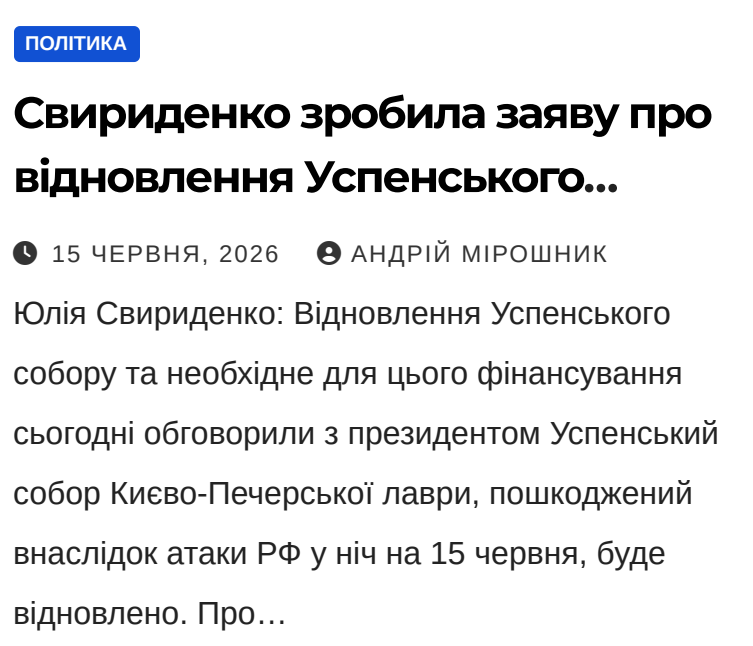 ПОЛІТИКА
Свириденко зробила заяву про
відновлення Успенського...
15 ЧЕРВНЯ, 2026 АНДРІЙ МІРОШНИК
Юлія Свириденко: Відновлення Успенського
собору та необхідне для цього фінансування
сьогодні обговорили з президентом Успенський
собор Києво-Печерської лаври, пошкоджений
внаслідок атаки РФ у ніч на 15 червня, буде
відновлено. Про…